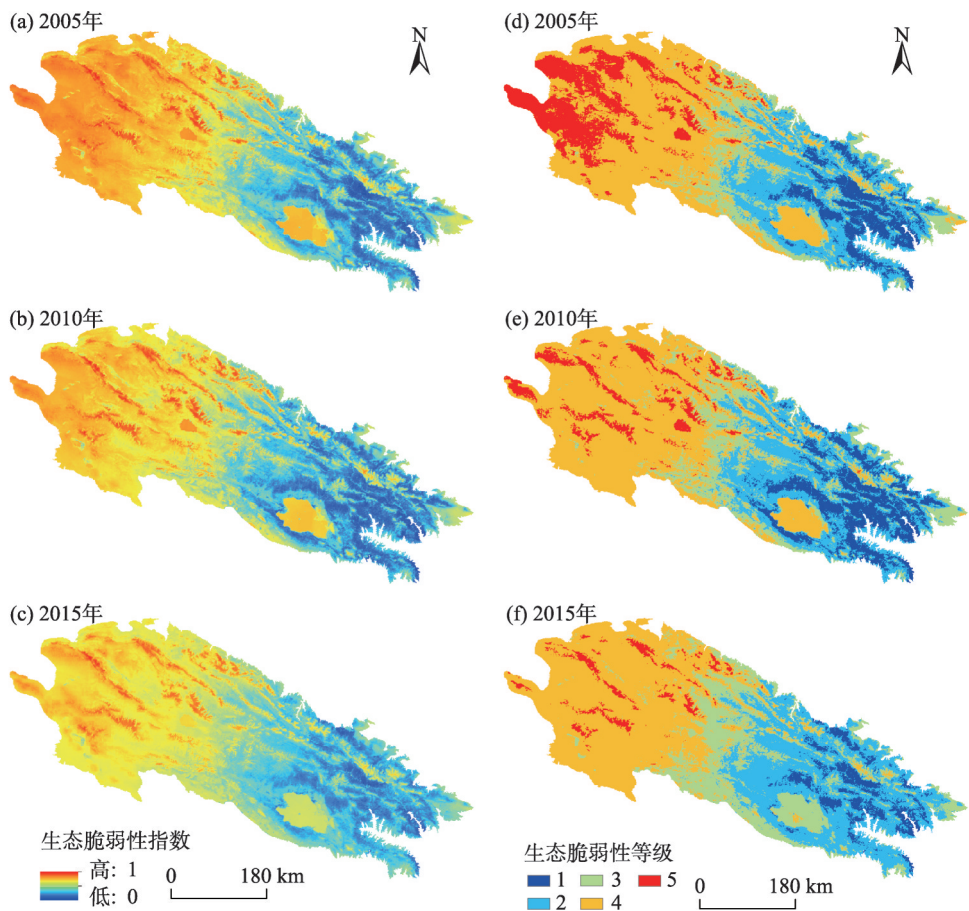 (a) 2005年
N
(d) 2005年
N
(b) 2010年
(e) 2010年
(c) 2015年
(f) 2015年
生态脆弱性指数
高: 1
低: 0
0 180 km
生态脆弱性等级
1 3 5
2 4
0 180 km